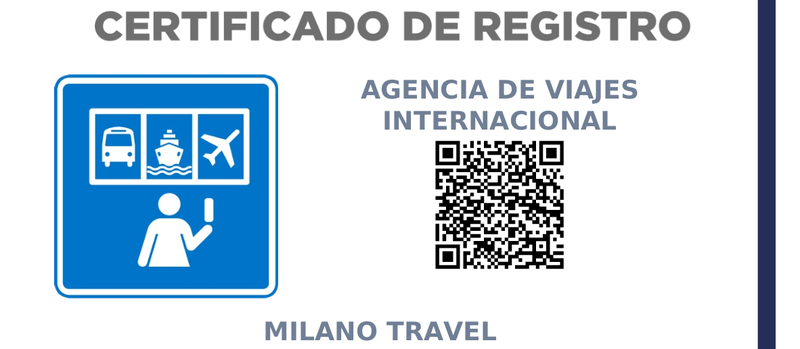 CERTIFICADO DE REGISTRO
AGENCIA DE VIAJES
INTERNACIONAL
MILANO TRAVEL